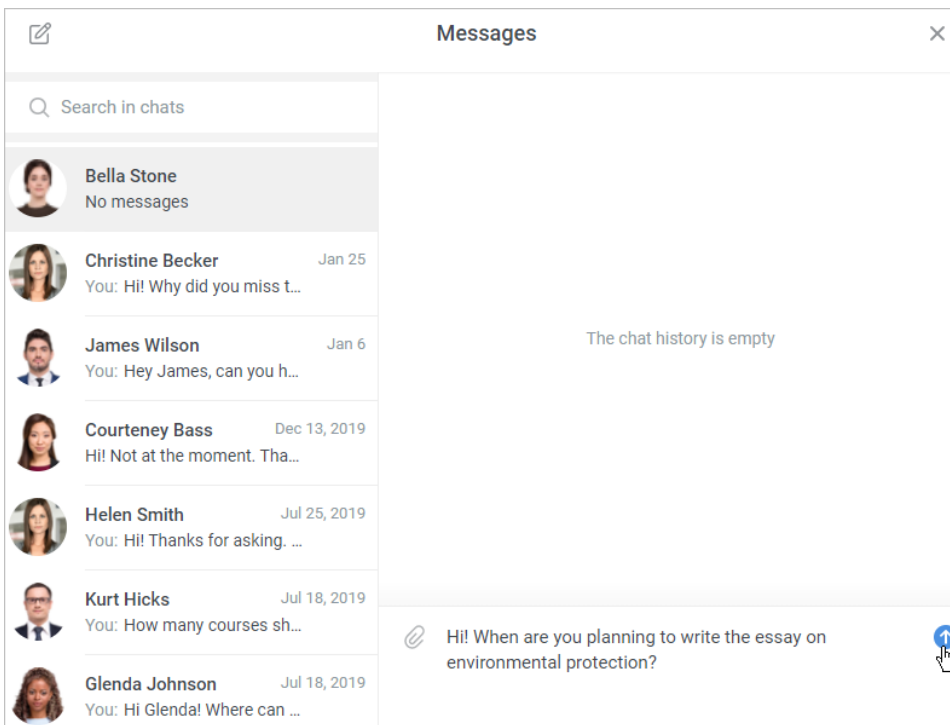 Messages
Search in chats
Bella Stone
No messages
Christine Becker Jan 25
You: Hi! Why did you miss t...
James Wilson Jan 6
You: Hey James, can you h...
Courteney Bass Dec 13, 2019
Hi! Not at the moment. Tha...
Helen Smith Jul 25, 2019
You: Hi! Thanks for asking. ...
Kurt Hicks Jul 18, 2019
You: How many courses sh...
Glenda Johnson Jul 18, 2019
You: Hi Glenda! Where can ...
The chat history is empty
Hi! When are you planning to write the essay on
environmental protection?